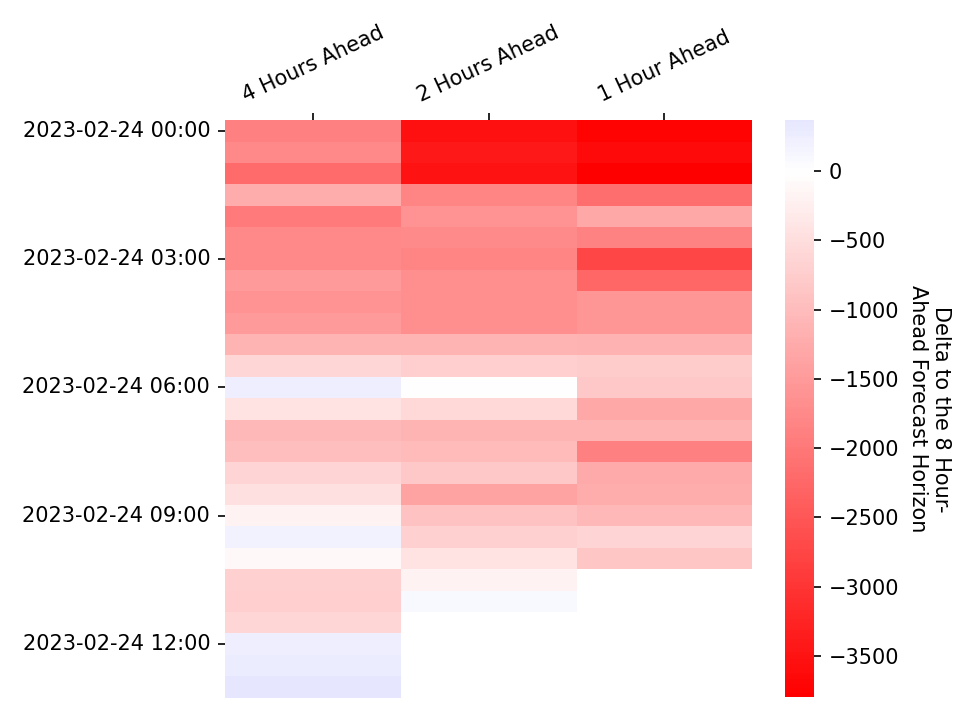 4 Hours Ahead
2 Hours Ahead
1 Hour Ahead
2023-02-24 00:00
2023-02-24 03:00
2023-02-24 06:00
2023-02-24 09:00
2023-02-24 12:00
0
−500
−1000
−1500
−2000
−2500
−3000
−3500
Delta to the 8 Hour-
Ahead Forecast Horizon